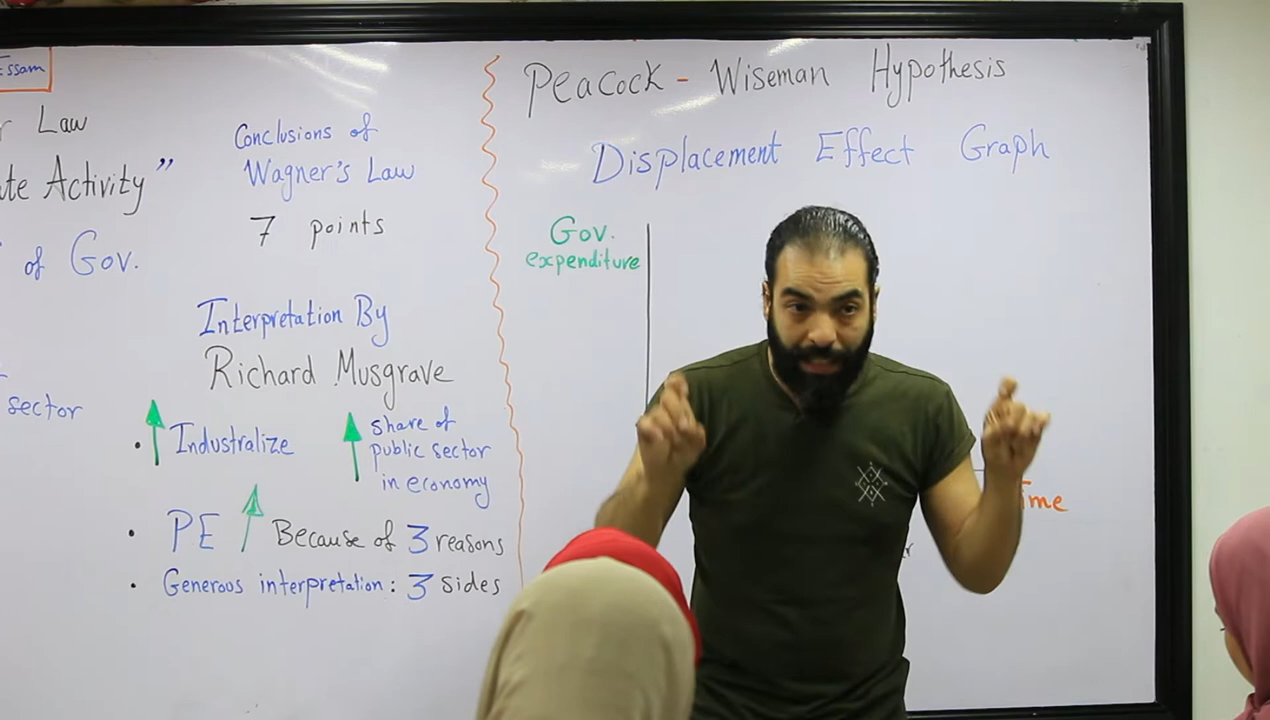 Essam
Law
Activity"
of Gov.
sector
Conclusions of
Wagner's Law
7 points
Interpretation By
Richard Musgrave
• Industralize
share of
public sector
in economy
• PE Because of 3 reasons
• Generous interpretation: 3 sides
Peacock - Wiseman Hypothesis
Displacement Effect Graph
Gov.
expenditure